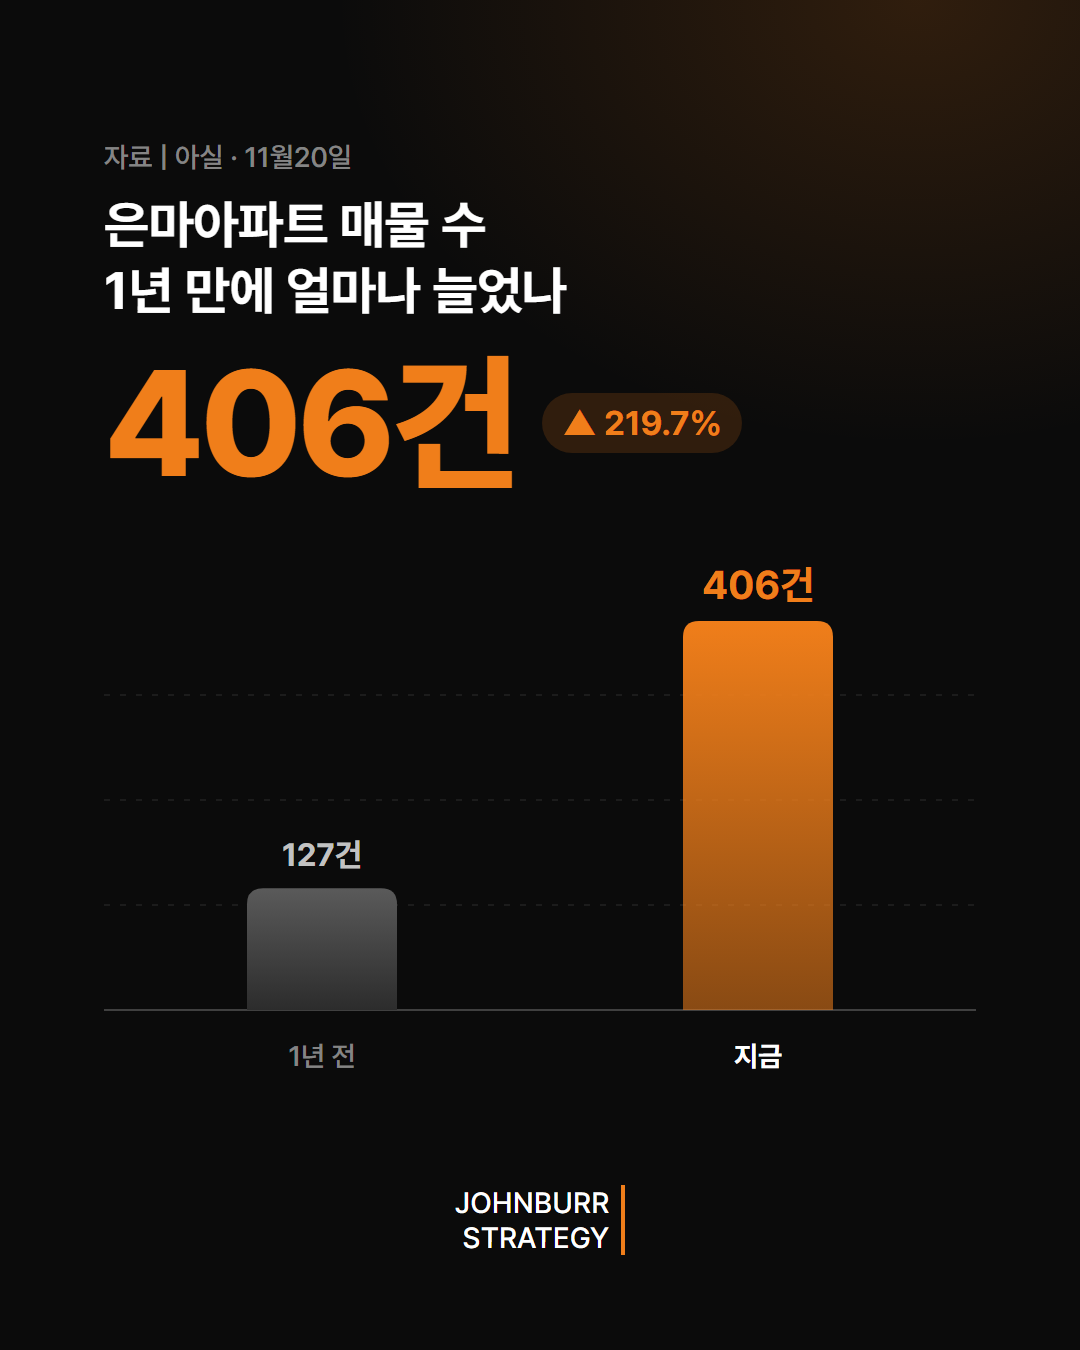 자료 | 아실 · 11월20일
은마아파트 매물 수
1년 만에 얼마나 늘었나
406건 ▲ 219.7%
406건
127건
1년 전 지금
JOHNBURR
STRATEGY